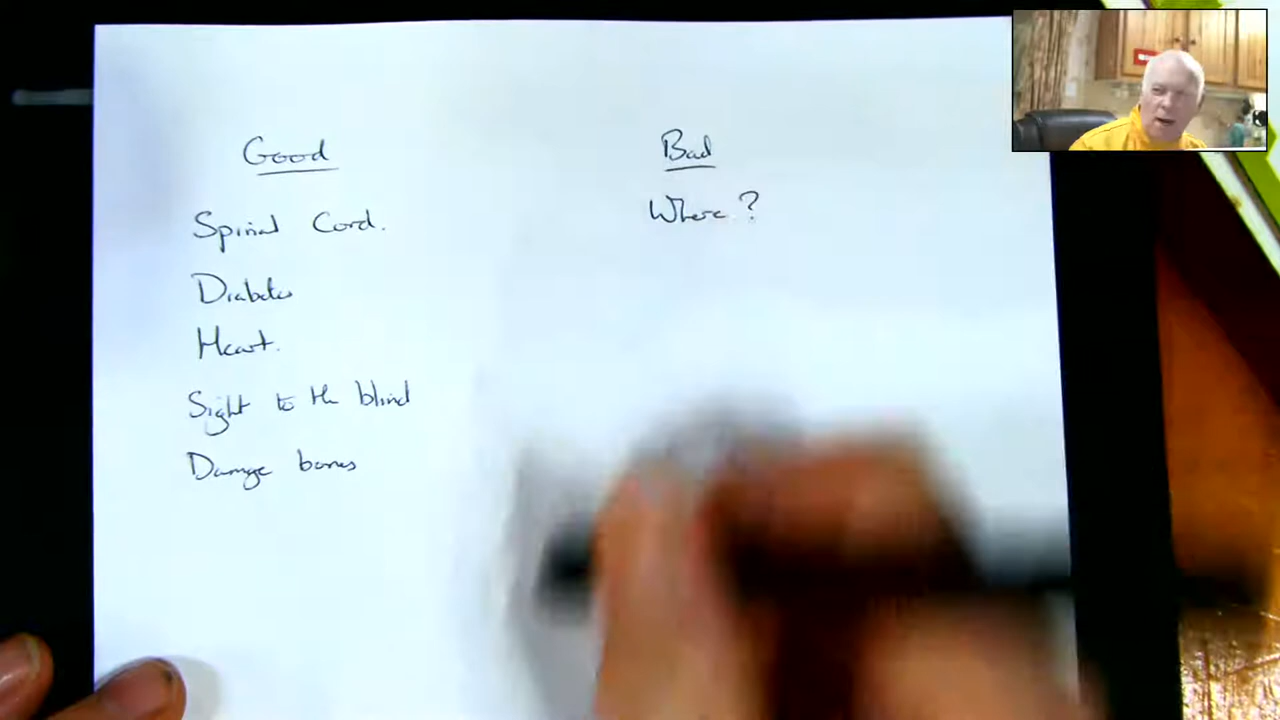 Good
Spinal Cord.
Diabetes
Heart.
Sight to the blind
Damage bones
Bad
Where?